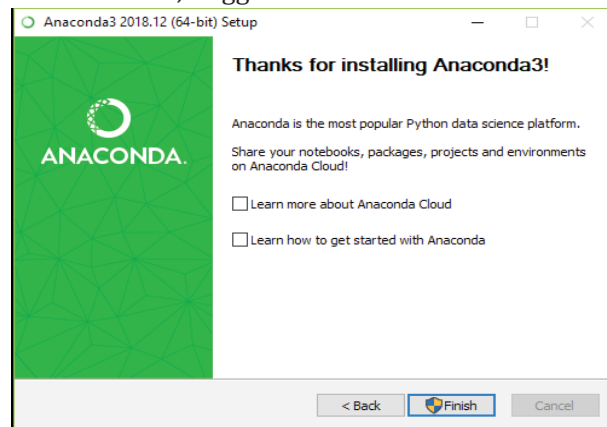 Anaconda3 2018.12 (64-bit) Setup
Thanks for installing Anaconda3!
ANACONDA.
Anaconda is the most popular Python data science platform.
Share your notebooks, packages, projects and environments
on Anaconda Cloud!
Learn more about Anaconda Cloud
Learn how to get started with Anaconda
< Back
Finish
Cancel